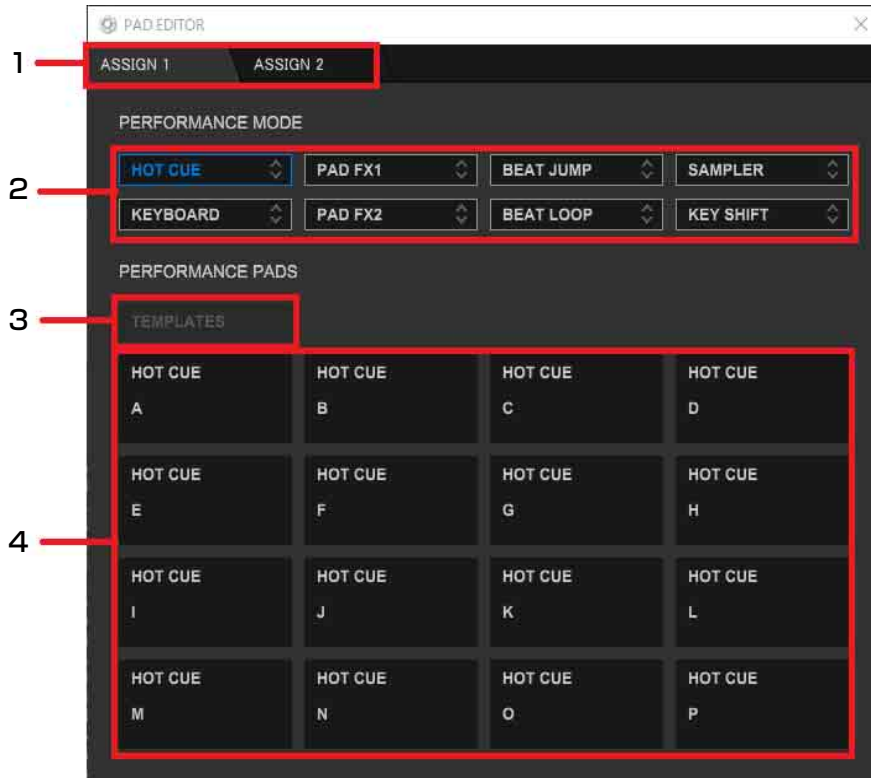 PAD EDITOR
1
ASSIGN 1 ASSIGN 2
PERFORMANCE MODE
2
HOT CUE PAD FX1 BEAT JUMP SAMPLER
KEYBOARD PAD FX2 BEAT LOOP KEY SHIFT
PERFORMANCE PADS
3
TEMPLATES
HOT CUE HOT CUE HOT CUE HOT CUE
A B C D
HOT CUE HOT CUE HOT CUE HOT CUE
E F G H
4
HOT CUE HOT CUE HOT CUE HOT CUE
I J K L
HOT CUE HOT CUE HOT CUE HOT CUE
M N O P